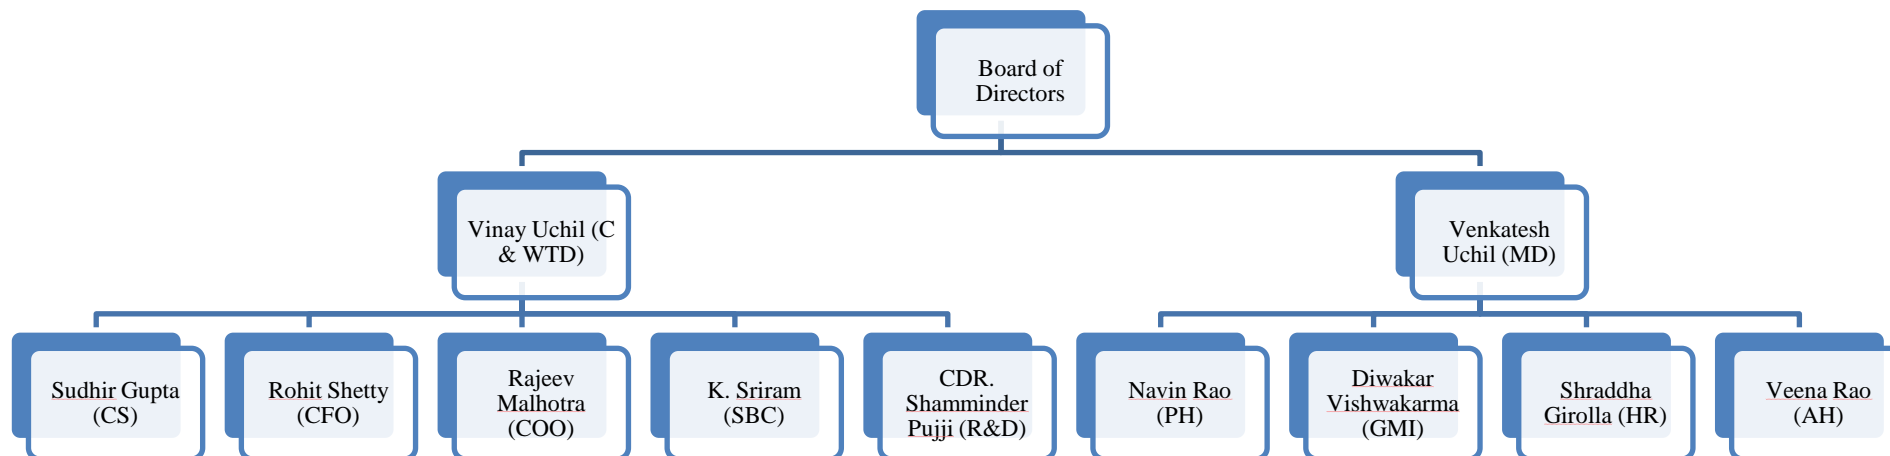 Board of
Directors
Vinay Uchil (C
& WTD)
Venkatesh
Uchil (MD)
Sudhir Gupta
(CS)
Rohit Shetty
(CFO)
Rajeev
Malhotra
(COO)
K. Sriram
(SBC)
CDR.
Shamminder
Pujji (R&D)
Navin Rao
(PH)
Diwakar
Vishwakarma
(GMI)
Shraddha
Girolla (HR)
Veena Rao
(AH)